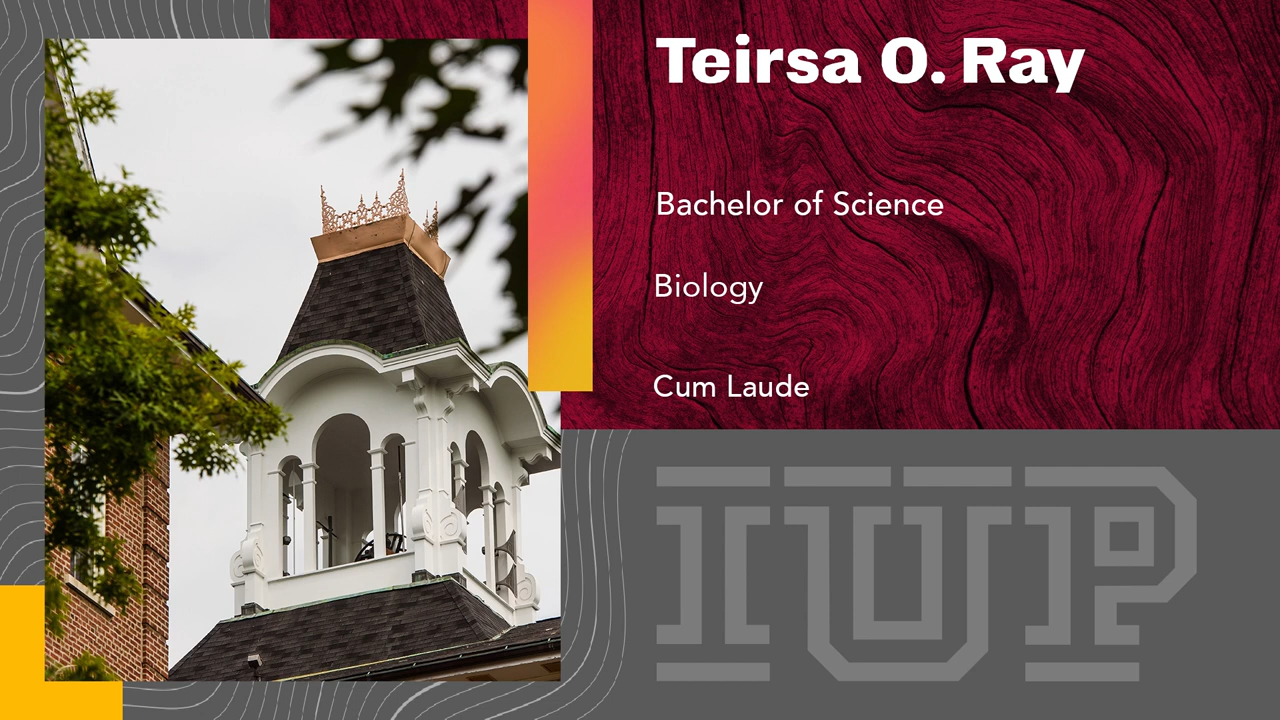 Teirsa O. Ray
Bachelor of Science
Biology
Cum Laude
IUP